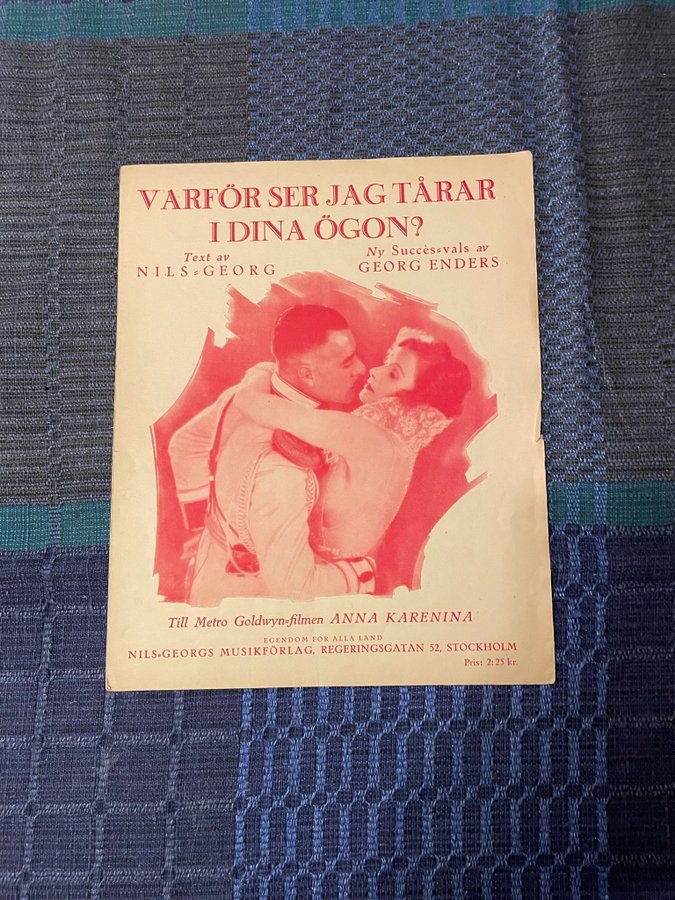 VARFÖR SER JAG TÅRAR
I DINA ÖGON?
Text av
NILS-GEORG
Ny Succès-vals av
GEORG ENDERS
Till Metro Goldwyn-filmen ANNA KARENINA
EGENDOM FÖR ALLA LAND
NILS-GEORGS MUSIKFÖRLAG, REGERINGSGATAN 52, STOCKHOLM
Pris: 2:25 kr.